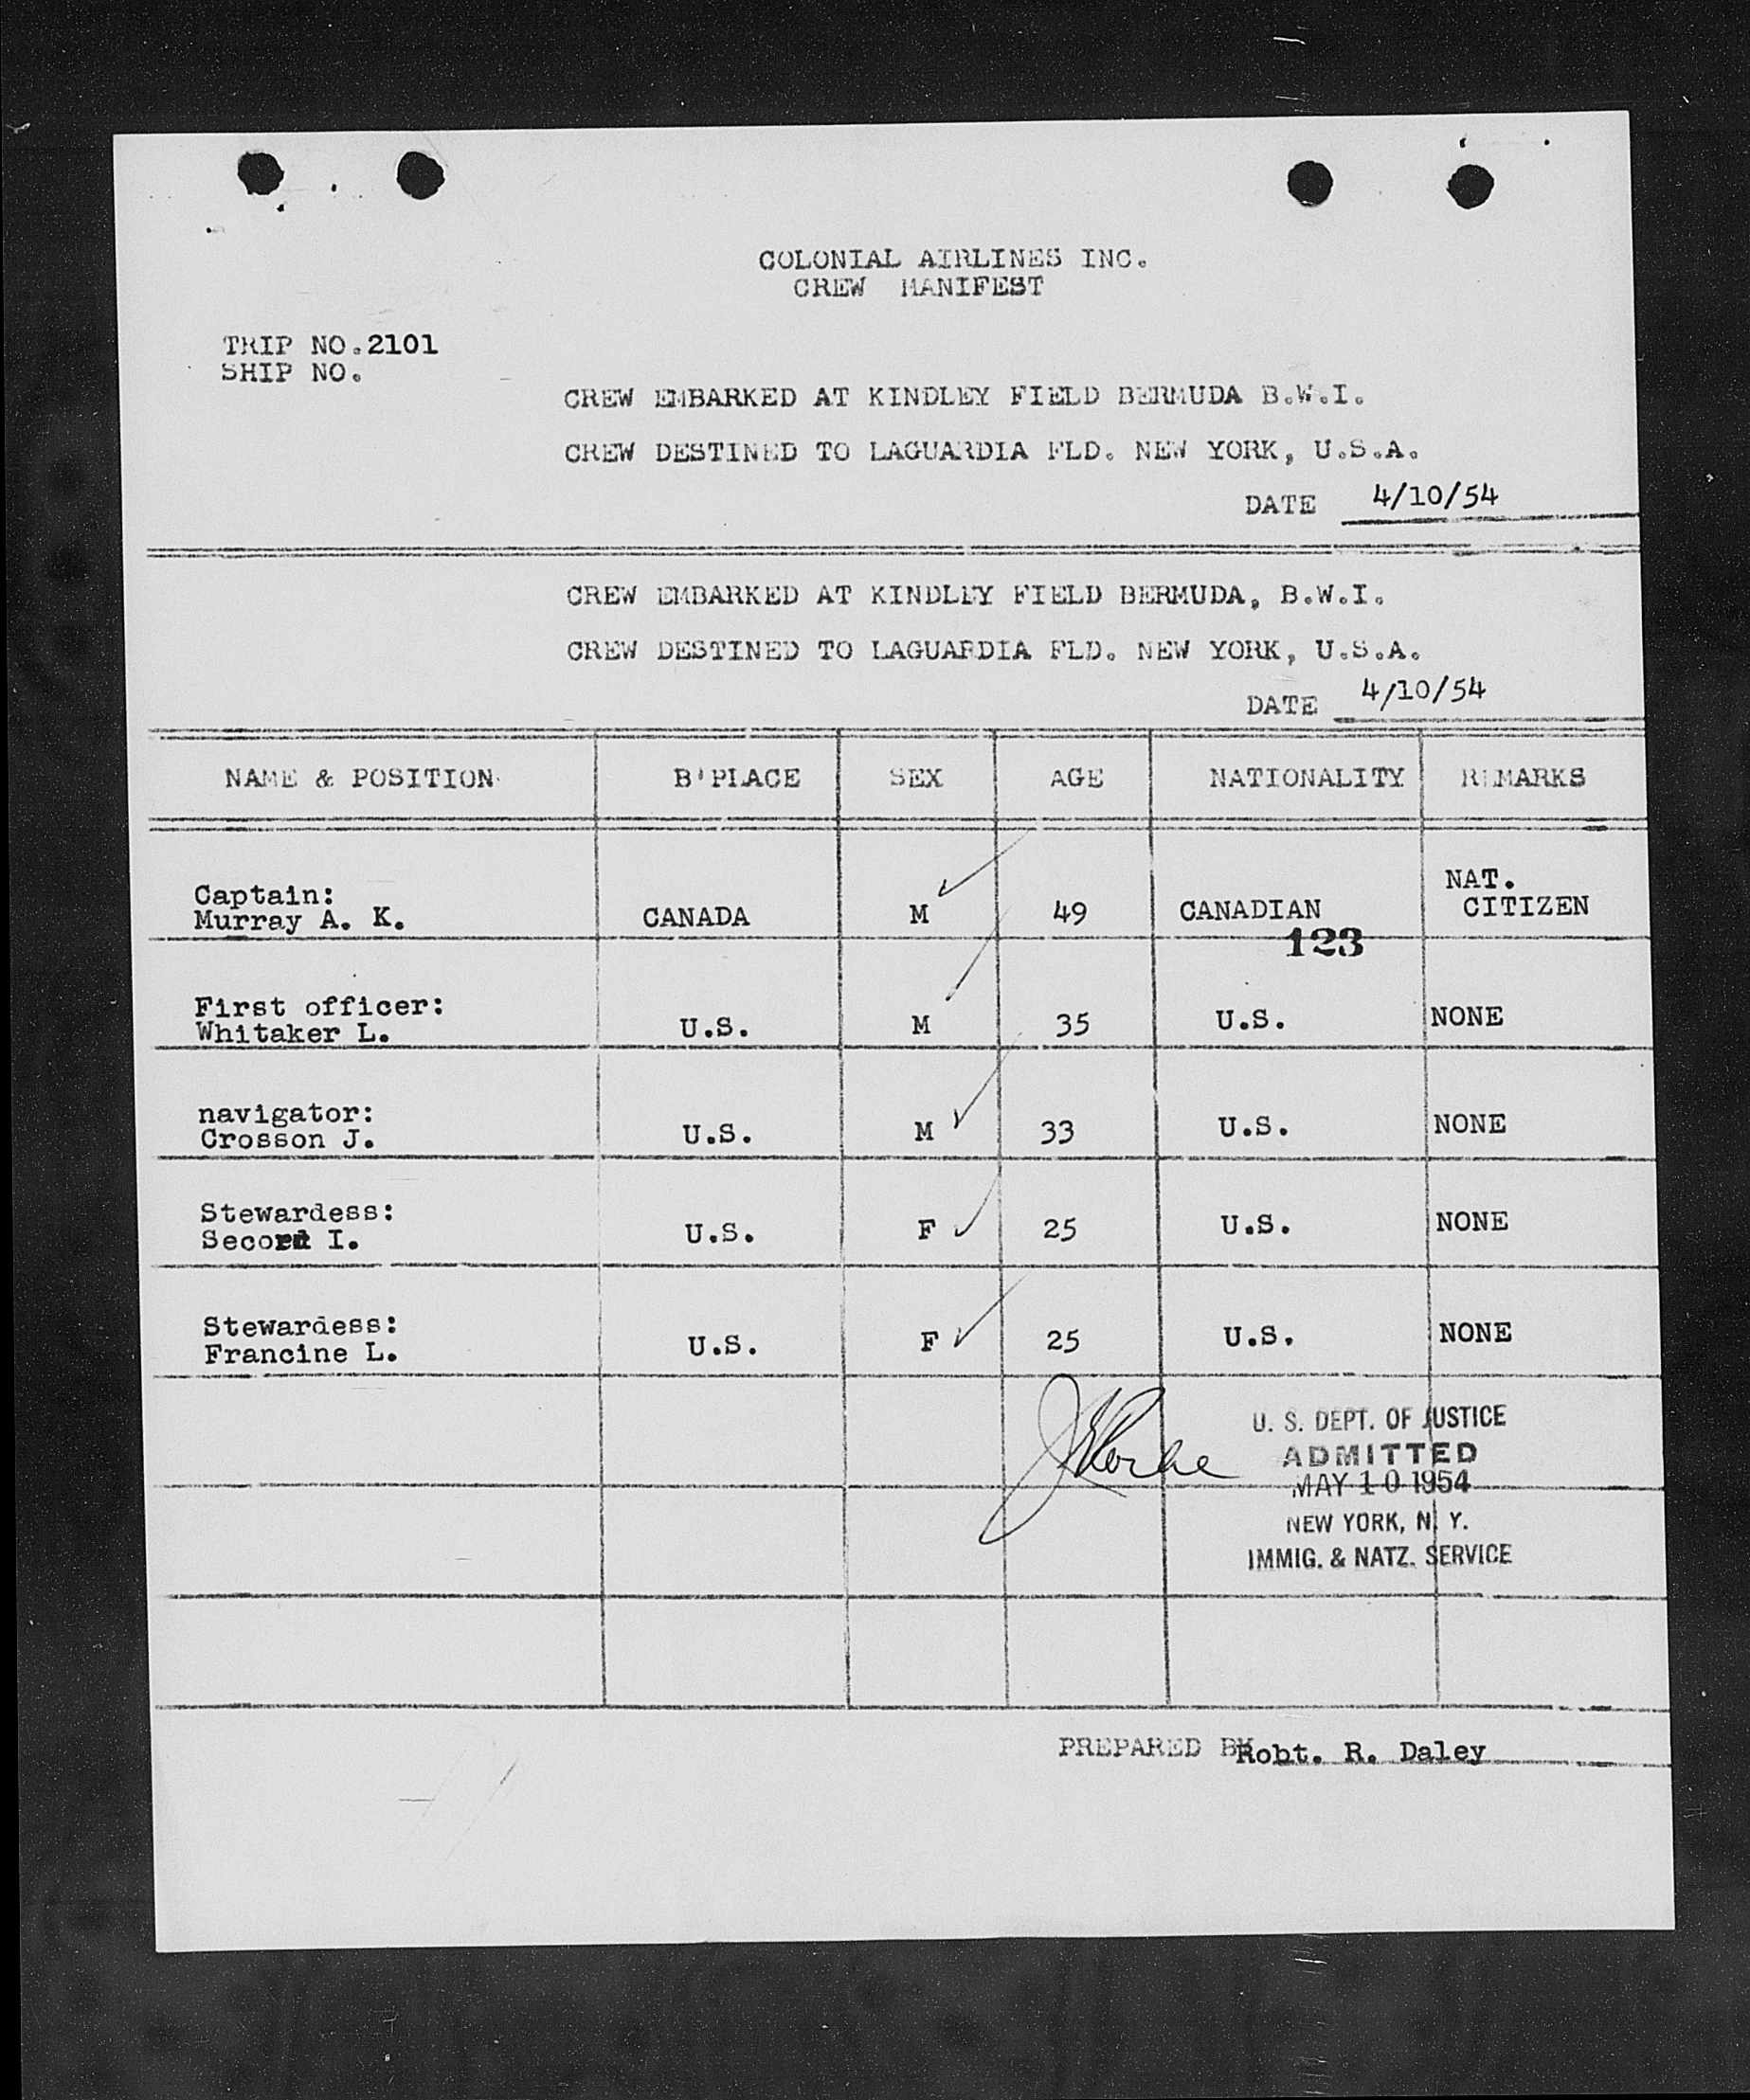 COLONIAL AIRLINES INC.
CREW MANIFEST
TRIP NO.2101
SHIP NO.
CREW EMBARKED AT KINDLEY FIELD BERMUDA B.W.I.
CREW DESTINED TO LAGUARDIA FLD. NEW YORK, U.S.A.
DATE 4/10/54
CREW EMBARKED AT KINDLEY FIELD BERMUDA, B.W.I.
CREW DESTINED TO LAGUARDIA FLD. NEW YORK, U.S.A.
DATE 4/10/54
NAME & POSITION B'PLACE SEX AGE NATIONALITY REMARKS
Captain: NAT.
Murray A. K. CANADA M 49 CANADIAN CITIZEN
123
First officer:
Whitaker L. U.S. M 35 U.S. NONE
navigator:
Crosson J. U.S. M 33 U.S. NONE
Stewardess:
Secord I. U.S. F 25 U.S. NONE
Stewardess:
Francine L. U.S. F 25 U.S. NONE
U. S. DEPT. OF JUSTICE
ADMITTED
MAY 10 1954
NEW YORK, N. Y.
IMMIG. & NATZ. SERVICE
PREPARED BY Robt. R. Daley